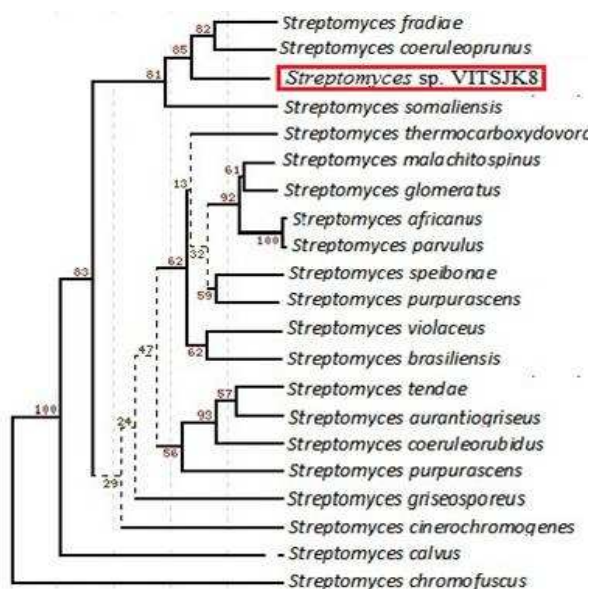 82 Streptomyces fradiae
85 Streptomyces coeruleoprunus
81 Streptomyces sp. VITSJK8
Streptomyces somaliensis
Streptomyces thermocarboxydovora
13 61 Streptomyces malachitospinus
92 Streptomyces glomeratus
Streptomyces africanus
32 100 Streptomyces parvulus
83 62 Streptomyces speibonae
59 Streptomyces purpurascens
Streptomyces violaceus
47 62 Streptomyces brasiliensis
57 Streptomyces tendae
100 24 93 Streptomyces aurantiogriseus
Streptomyces coeruleorubidus
56 Streptomyces purpurascens
29 Streptomyces griseosporeus
Streptomyces cinerochromogenes
Streptomyces calvus
Streptomyces chromofuscus